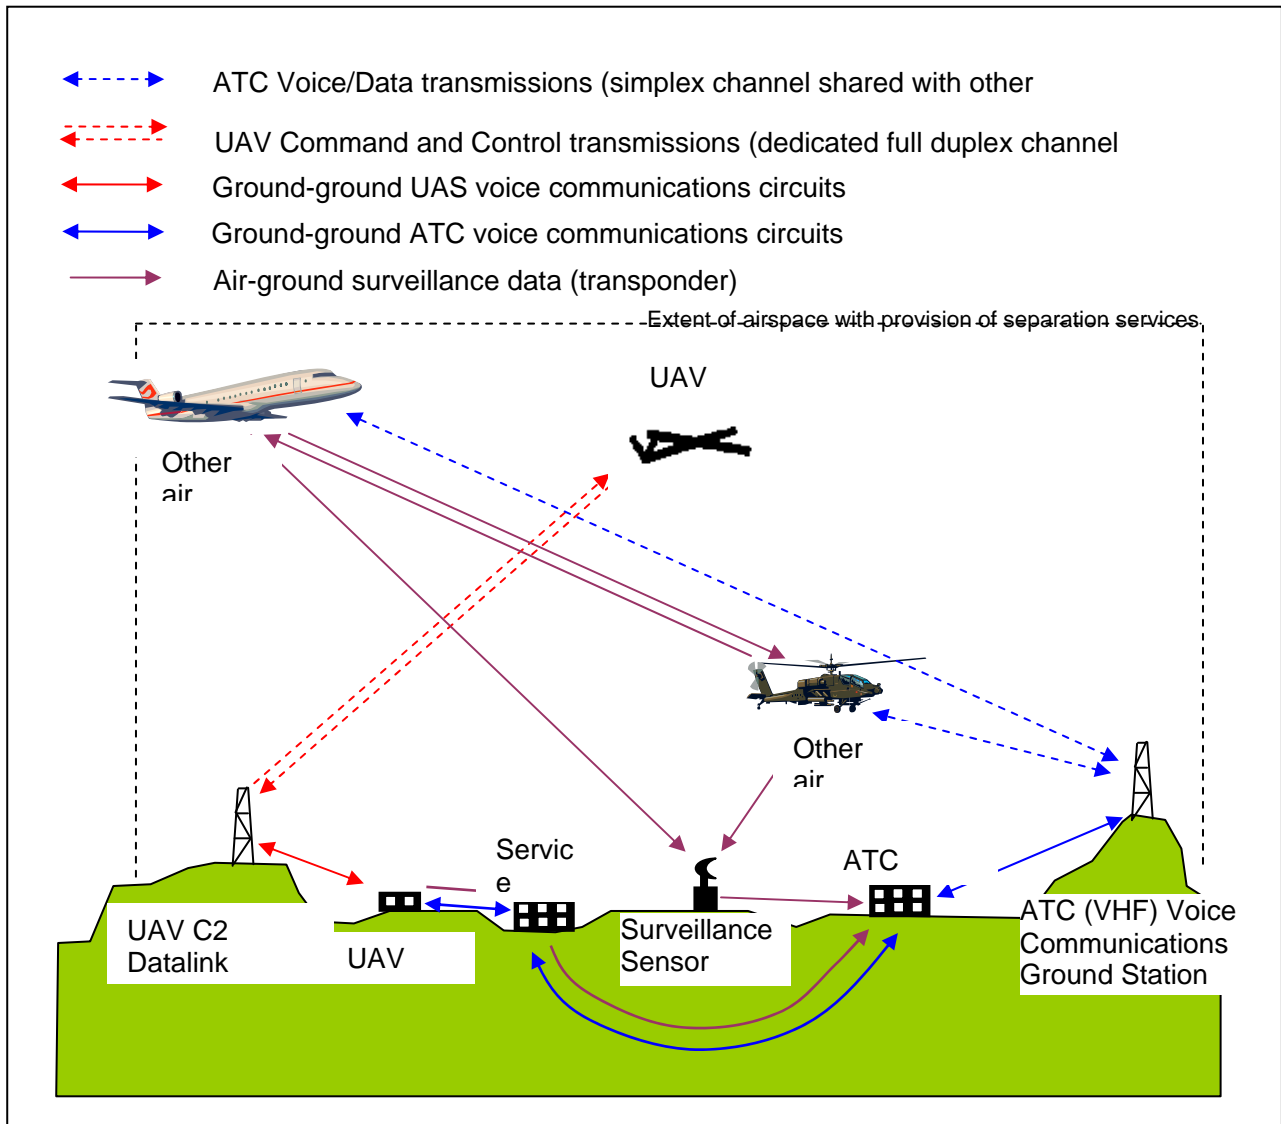 ATC Voice/Data transmissions (simplex channel shared with other
UAV Command and Control transmissions (dedicated full duplex channel
Ground-ground UAS voice communications circuits
Ground-ground ATC voice communications circuits
Air-ground surveillance data (transponder)
Extent of airspace with provision of separation services
UAV
Other
air
Other
air
Servic
e
ATC
UAV C2
Datalink
UAV
Surveillance
Sensor
ATC (VHF) Voice
Communications
Ground Station